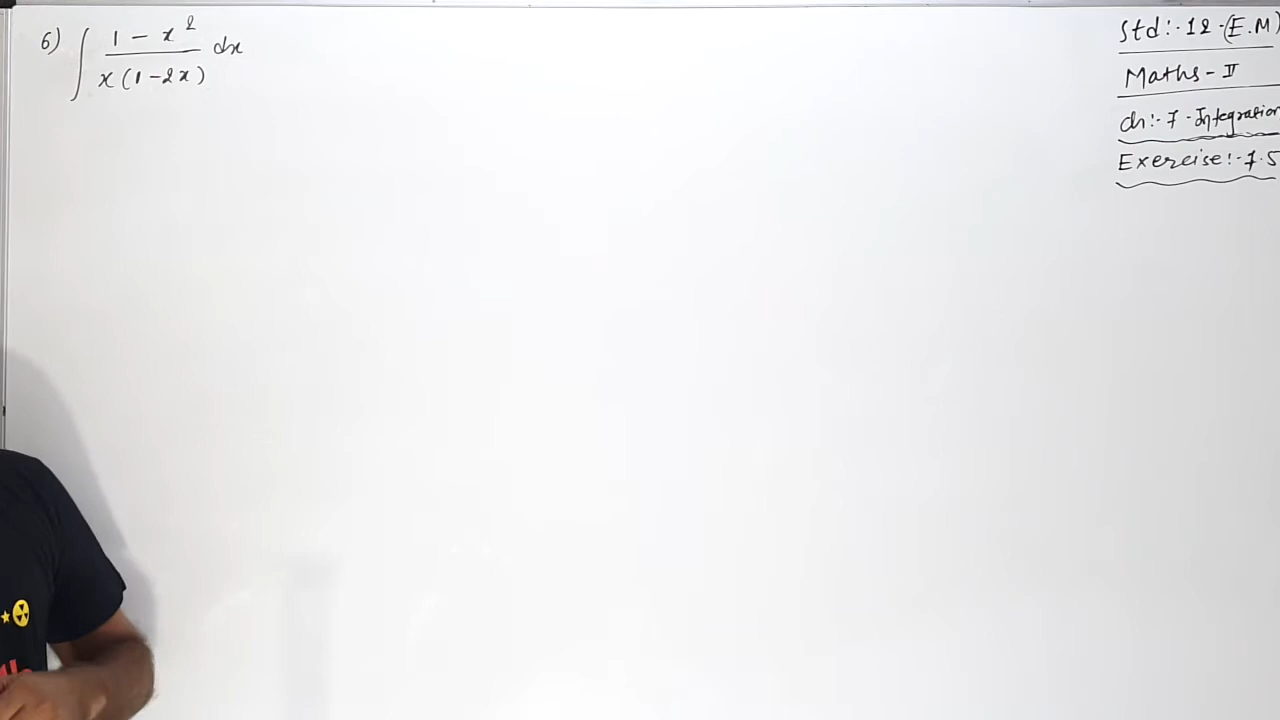 6) ∫ 1 - x² / x(1-2x) dx
Std:- 12 - (E.M)
Maths - II
ch:- 7 - Integration
Exercise:- 7.5